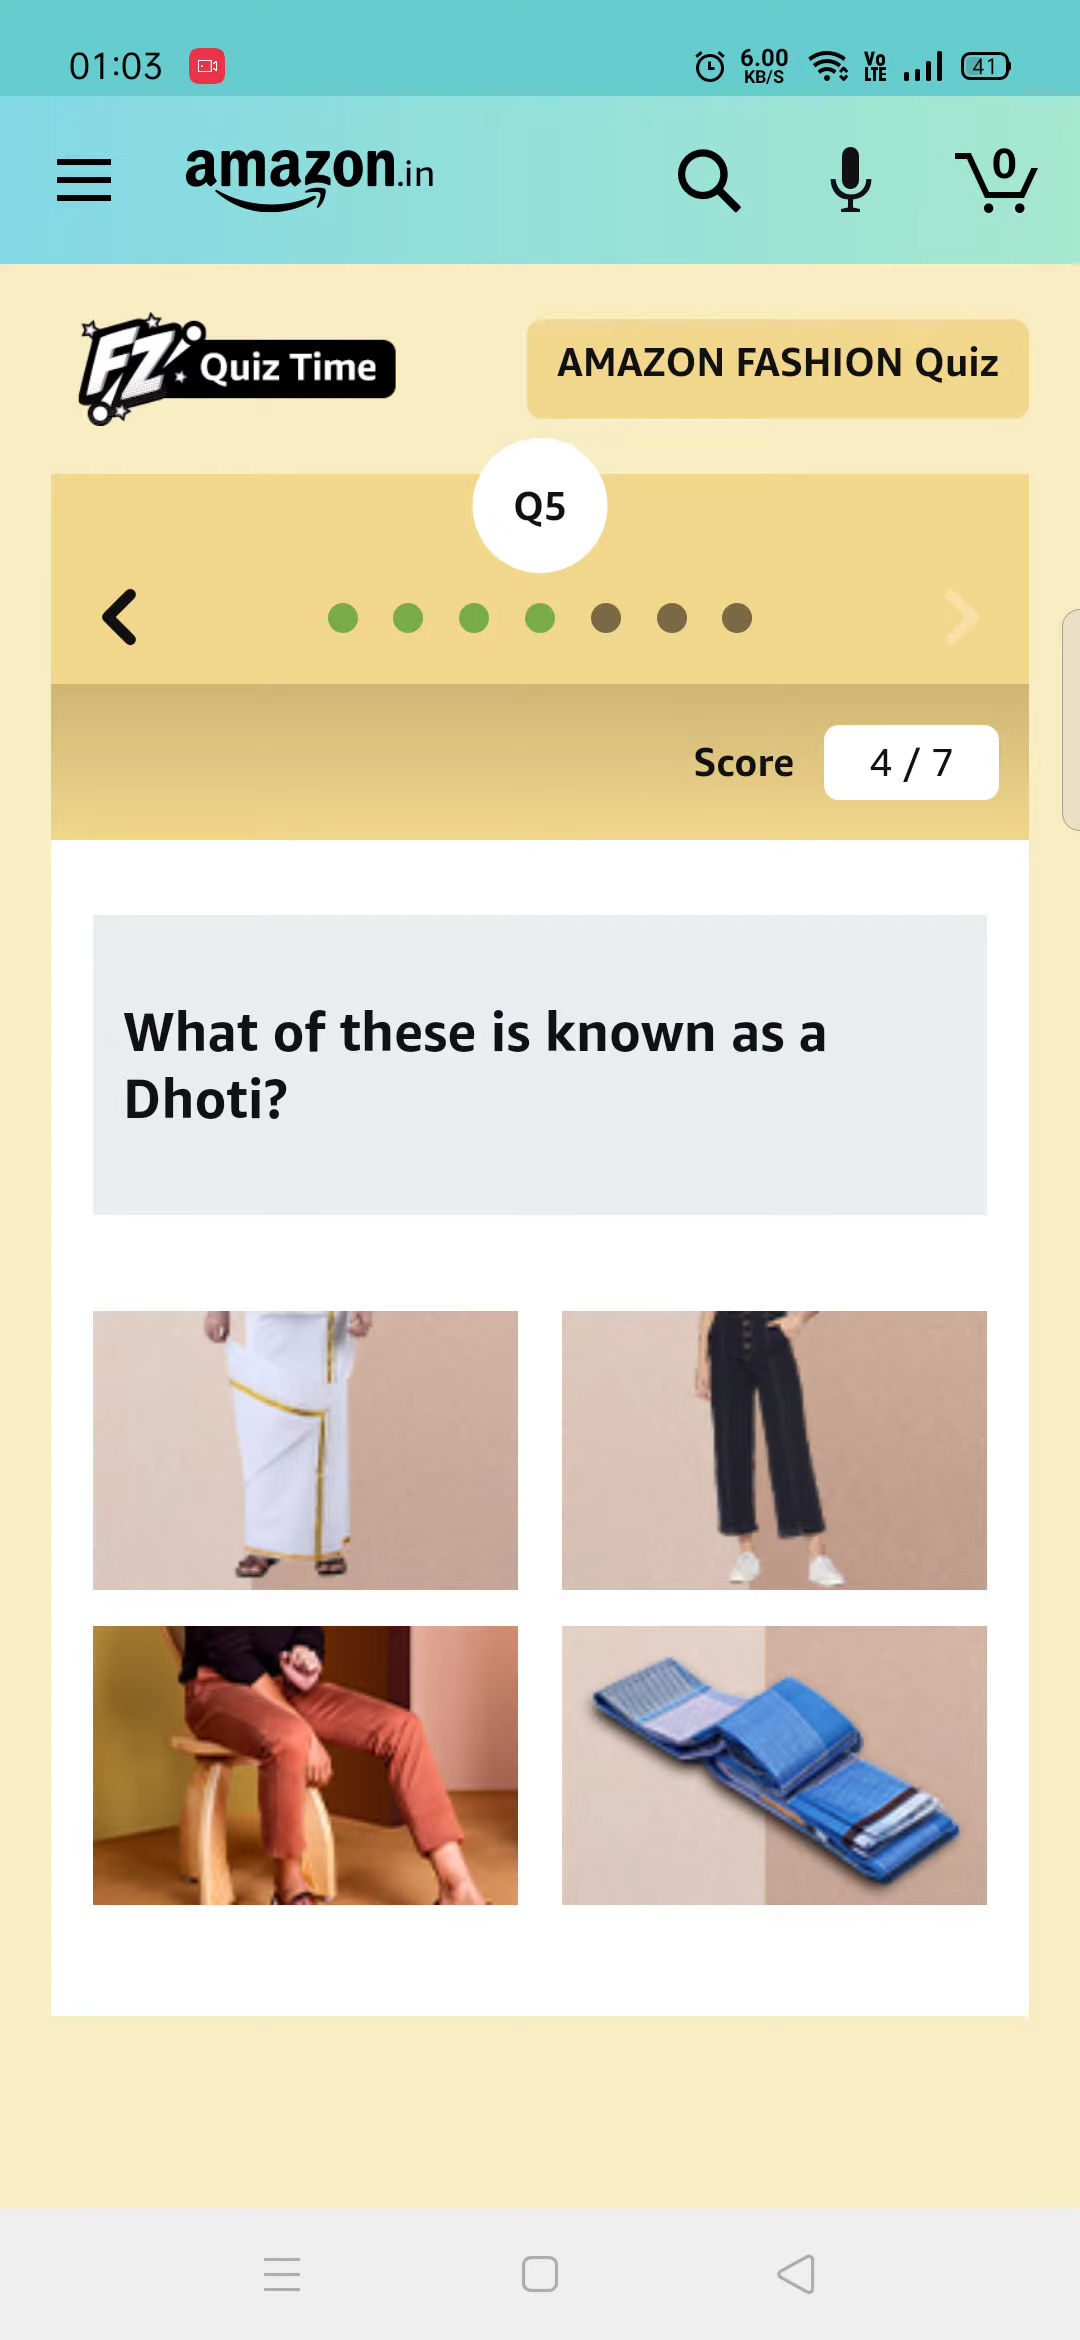 01:03
6.00
KB/S
Vo
LTE
41
amazon.in
0
FZ Quiz Time
AMAZON FASHION Quiz
Q5
Score 4 / 7
What of these is known as a
Dhoti?